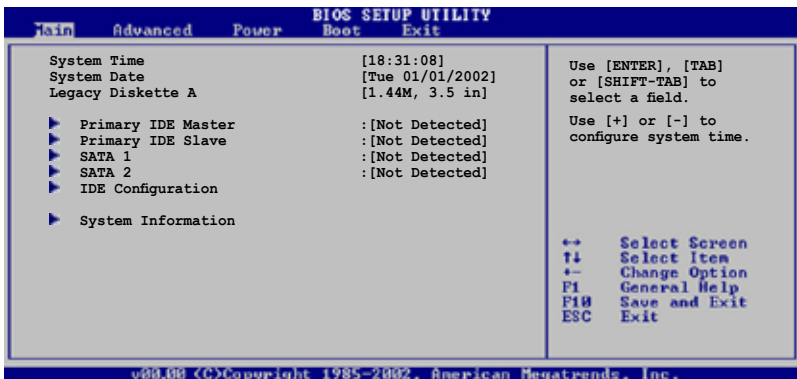 BIOS SETUP UTILITY
Main Advanced Power Boot Exit
System Time [18:31:08]
System Date [Tue 01/01/2002]
Legacy Diskette A [1.44M, 3.5 in]
Primary IDE Master :[Not Detected]
Primary IDE Slave :[Not Detected]
SATA 1 :[Not Detected]
SATA 2 :[Not Detected]
IDE Configuration
System Information
Use [ENTER], [TAB]
or [SHIFT-TAB] to
select a field.
Use [+] or [-] to
configure system time.
↔ Select Screen
↑↓ Select Item
+- Change Option
F1 General Help
F10 Save and Exit
ESC Exit
v00.00 (C)Copyright 1985-2002, American Megatrends, Inc.